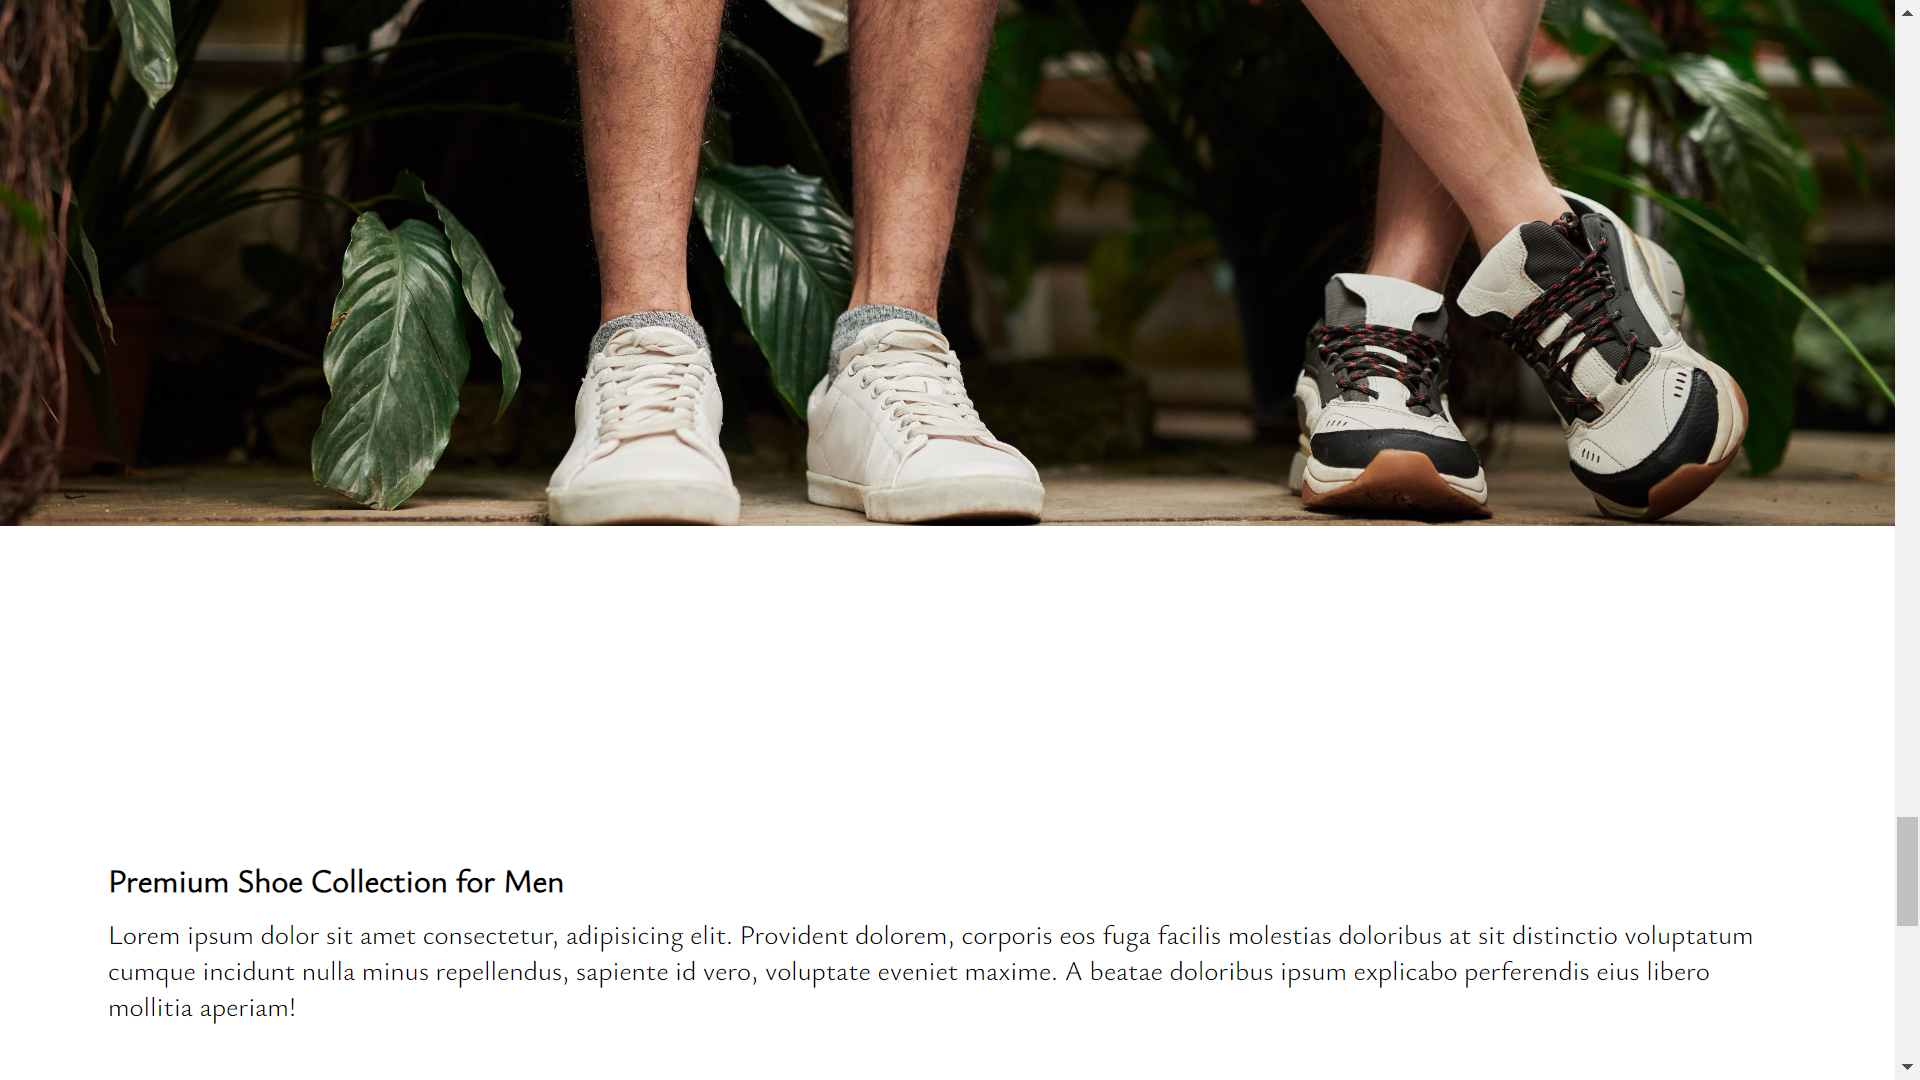 Premium Shoe Collection for Men
Lorem ipsum dolor sit amet consectetur, adipisicing elit. Provident dolorem, corporis eos fuga facilis molestias doloribus at sit distinctio voluptatum
cumque incidunt nulla minus repellendus, sapiente id vero, voluptate eveniet maxime. A beatae doloribus ipsum explicabo perferendis eius libero
mollitia aperiam!